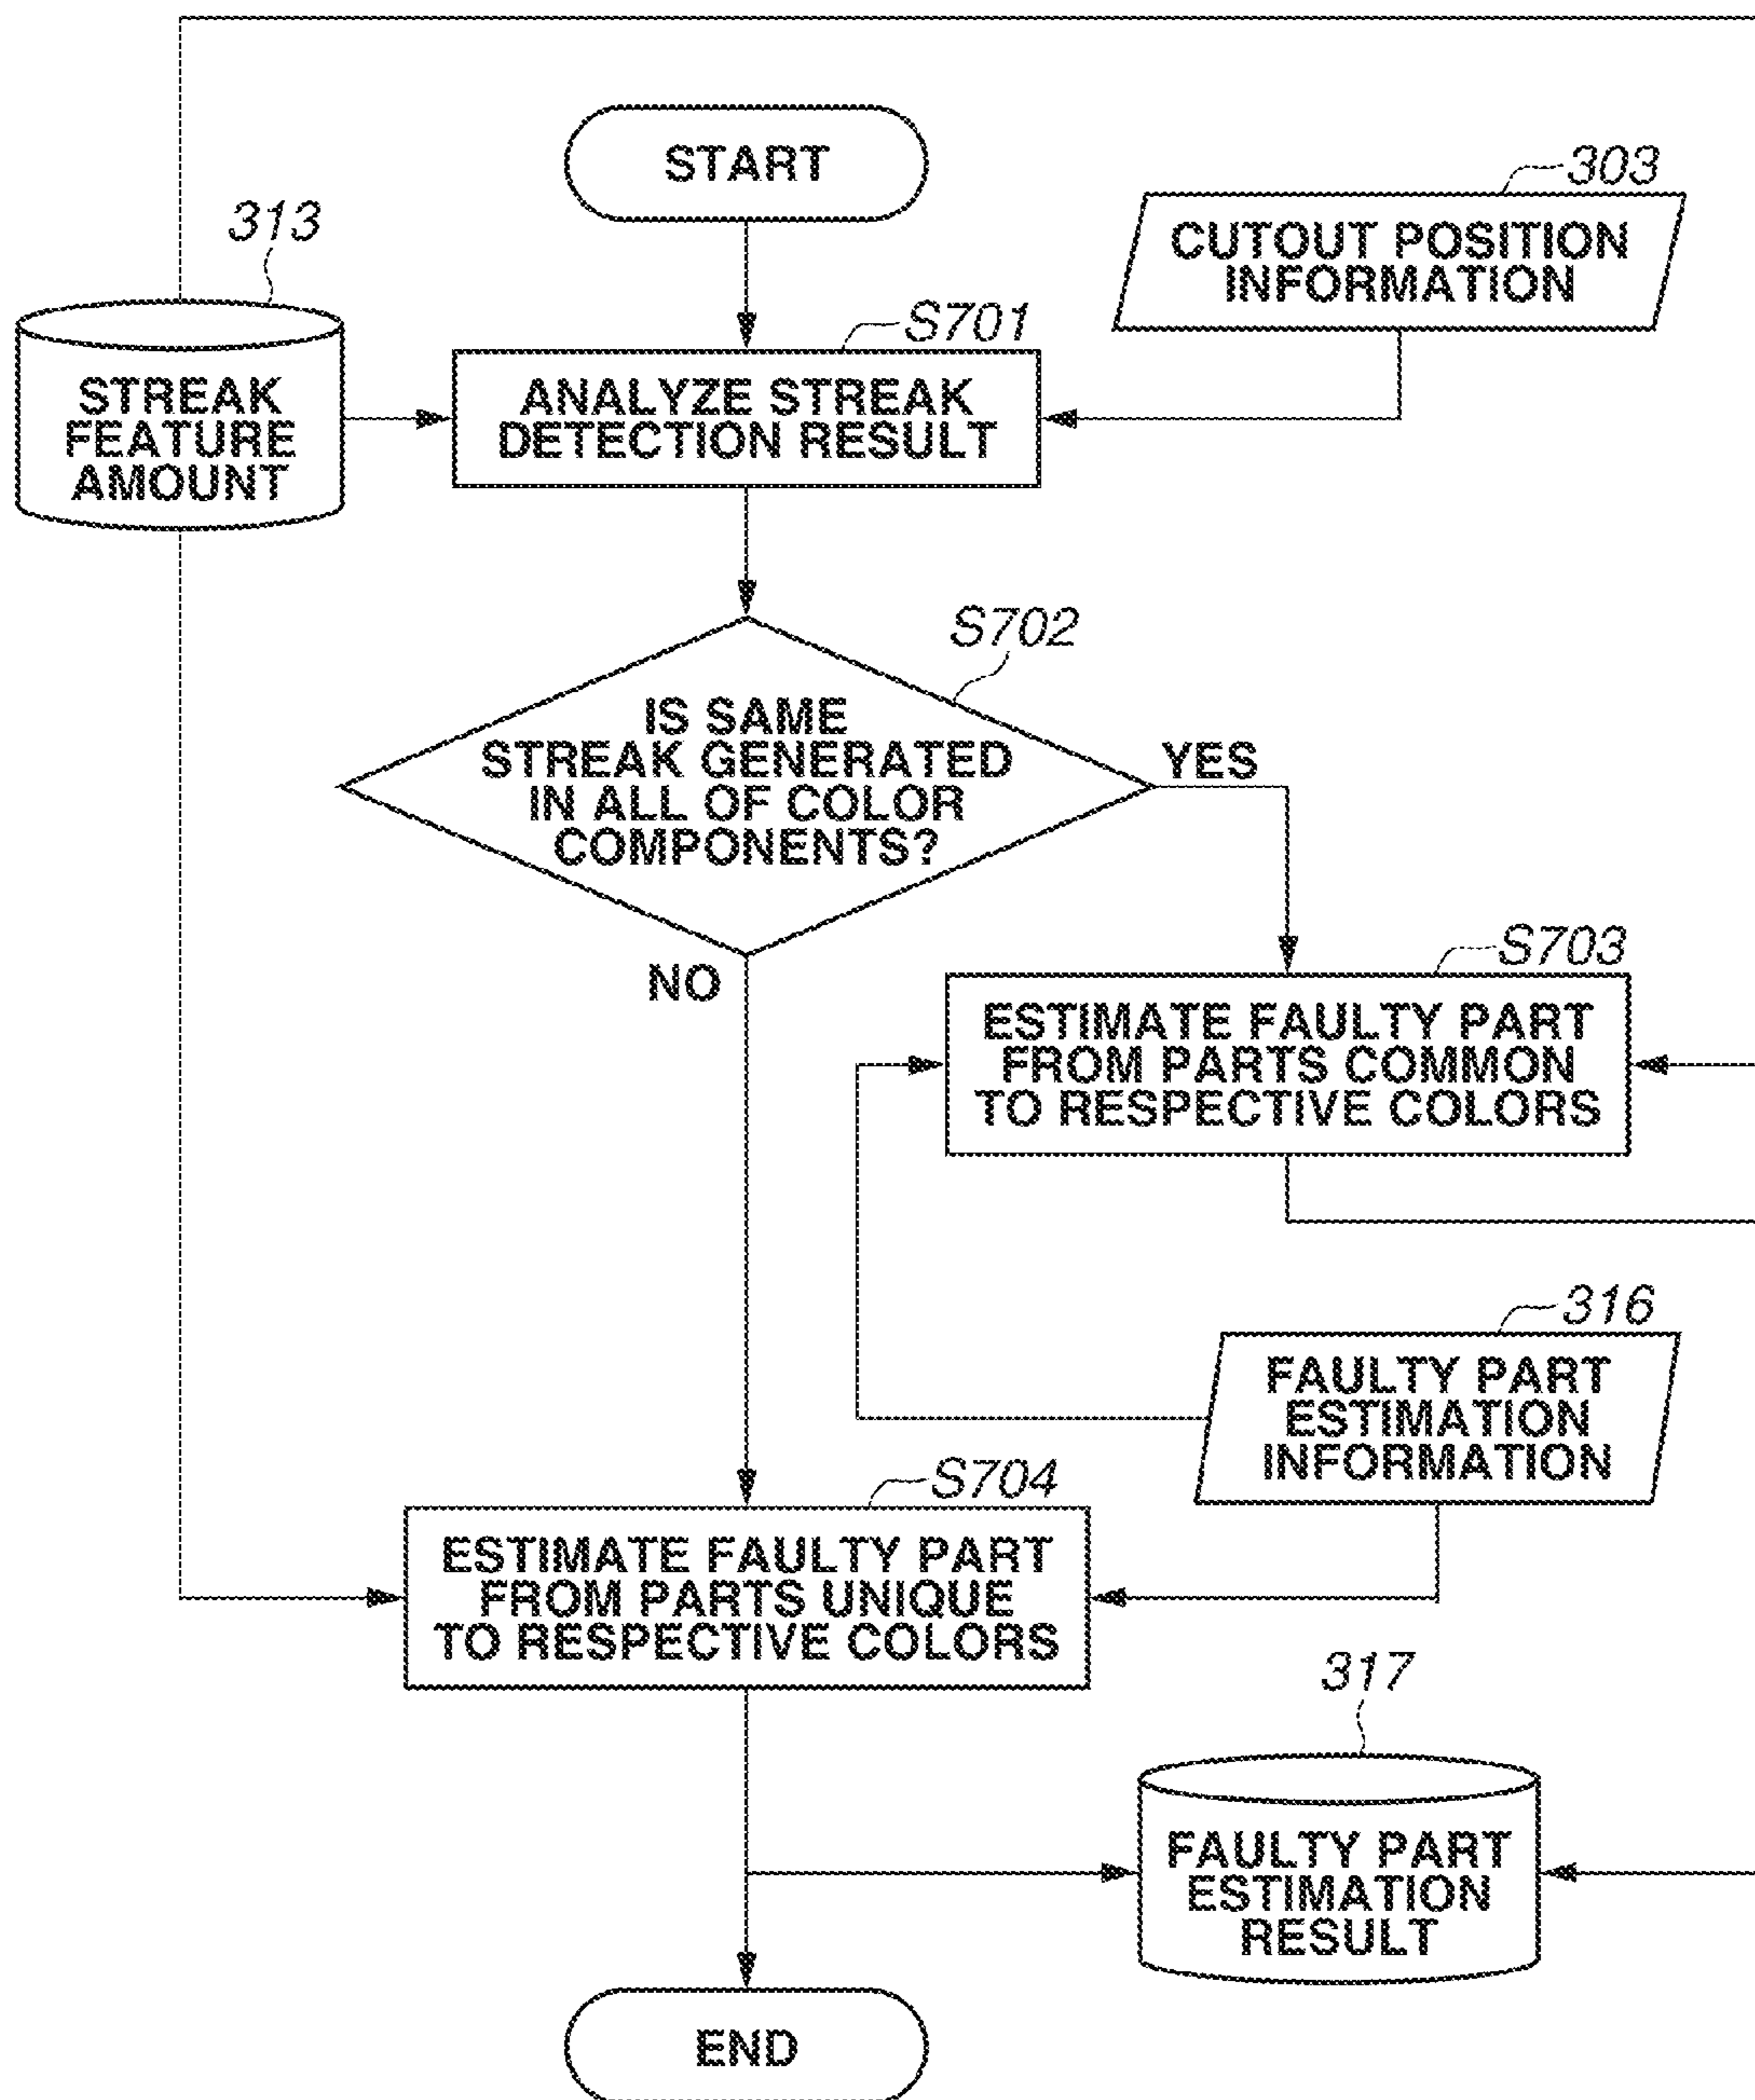 START
303
CUTOUT POSITION
INFORMATION
313
STREAK
FEATURE
AMOUNT
S701
ANALYZE STREAK
DETECTION RESULT
S702
IS SAME
STREAK GENERATED
IN ALL OF COLOR
COMPONENTS?
YES
NO
S703
ESTIMATE FAULTY PART
FROM PARTS COMMON
TO RESPECTIVE COLORS
316
FAULTY PART
ESTIMATION
INFORMATION
S704
ESTIMATE FAULTY PART
FROM PARTS UNIQUE
TO RESPECTIVE COLORS
317
FAULTY PART
ESTIMATION
RESULT
END